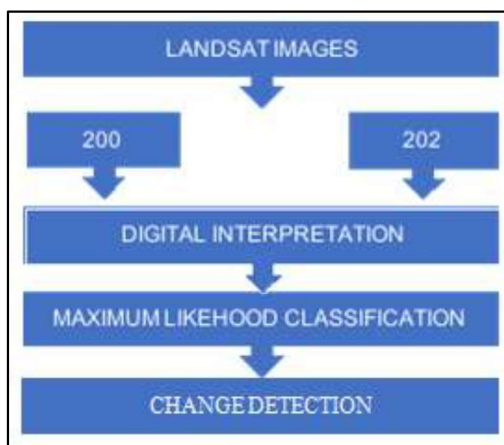 LANDSAT IMAGES
200
202
DIGITAL INTERPRETATION
MAXIMUM LIKEHOOD CLASSIFICATION
CHANGE DETECTION